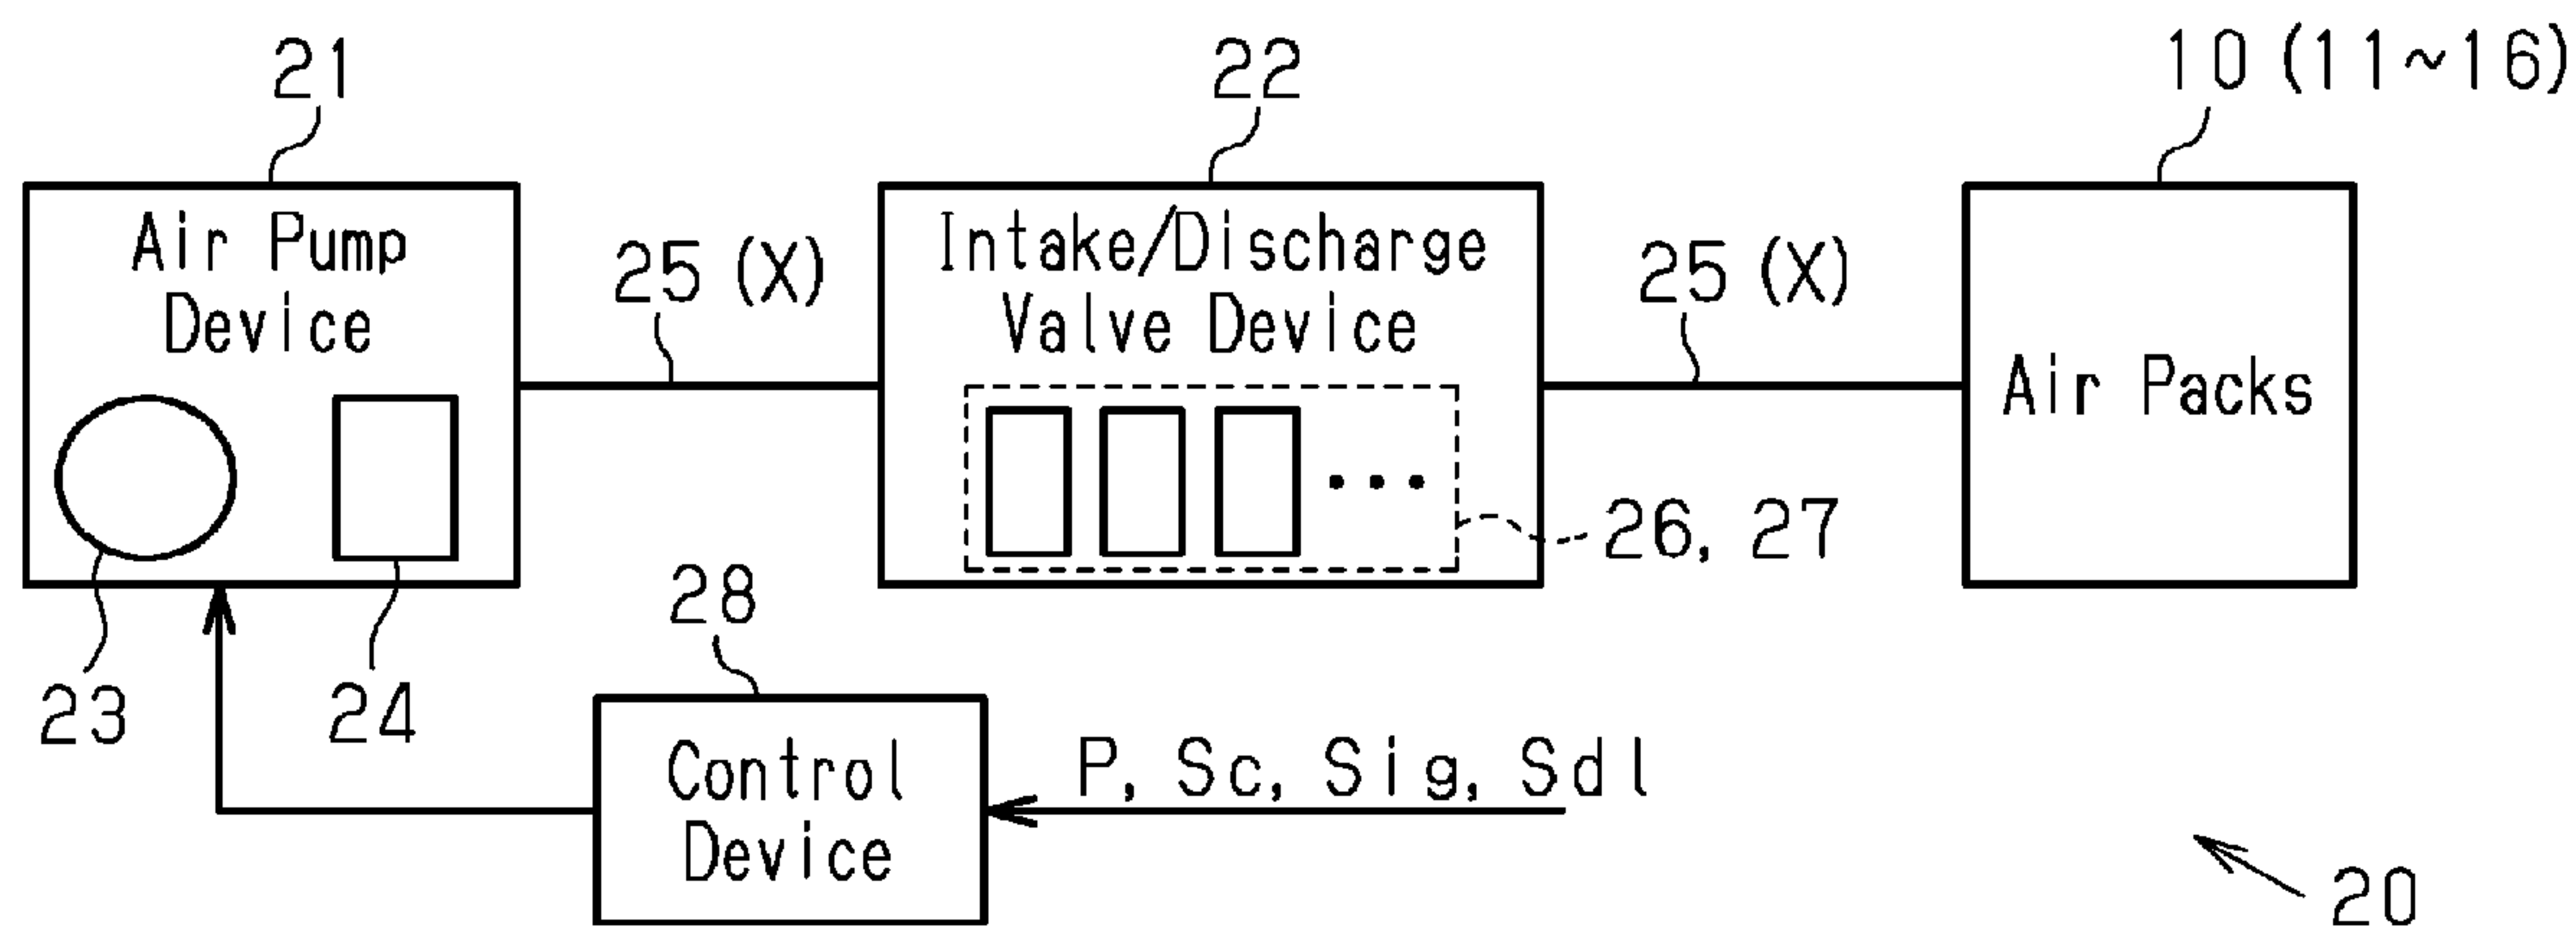 21
22
10 (11~16)
Air Pump
Device
25 (X)
Intake/Discharge
Valve Device
25 (X)
Air Packs
26, 27
23
24
28
Control
Device
P, Sc, Sig, Sdl
20